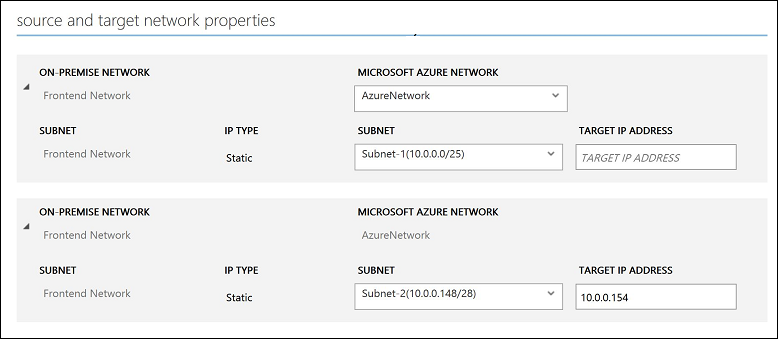 source and target network properties
ON-PREMISE NETWORK MICROSOFT AZURE NETWORK
Frontend Network AzureNetwork
SUBNET IP TYPE SUBNET TARGET IP ADDRESS
Frontend Network Static Subnet-1(10.0.0.0/25) TARGET IP ADDRESS
ON-PREMISE NETWORK MICROSOFT AZURE NETWORK
Frontend Network AzureNetwork
SUBNET IP TYPE SUBNET TARGET IP ADDRESS
Frontend Network Static Subnet-2(10.0.0.148/28) 10.0.0.154